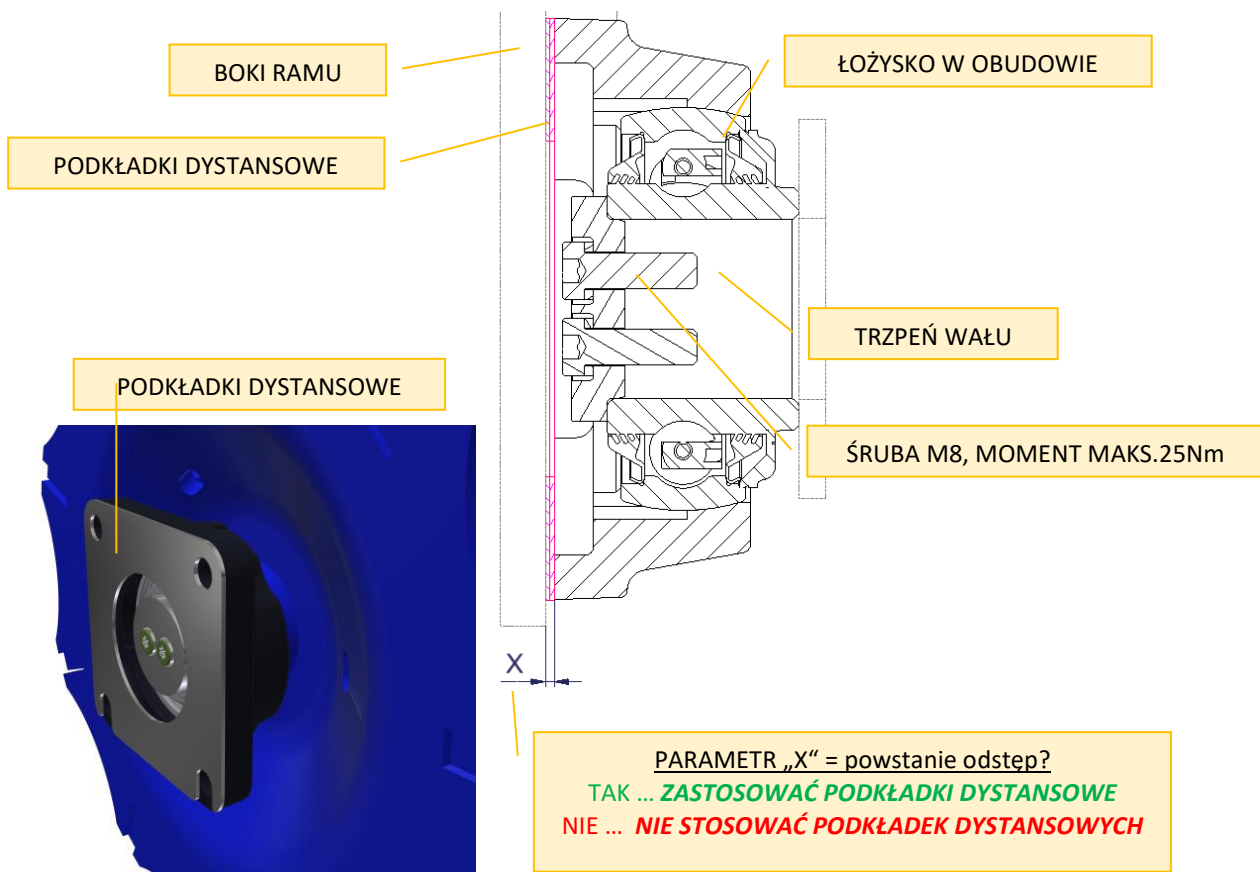 BOKI RAMU
ŁOŻYSKO W OBUDOWIE
PODKŁADKI DYSTANSOWE
TRZPEŃ WAŁU
PODKŁADKI DYSTANSOWE
ŚRUBA M8, MOMENT MAKS.25Nm
X
PARAMETR „X“ = powstanie odstęp?
TAK ... ZASTOSOWAĆ PODKŁADKI DYSTANSOWE
NIE ... NIE STOSOWAĆ PODKŁADEK DYSTANSOWYCH